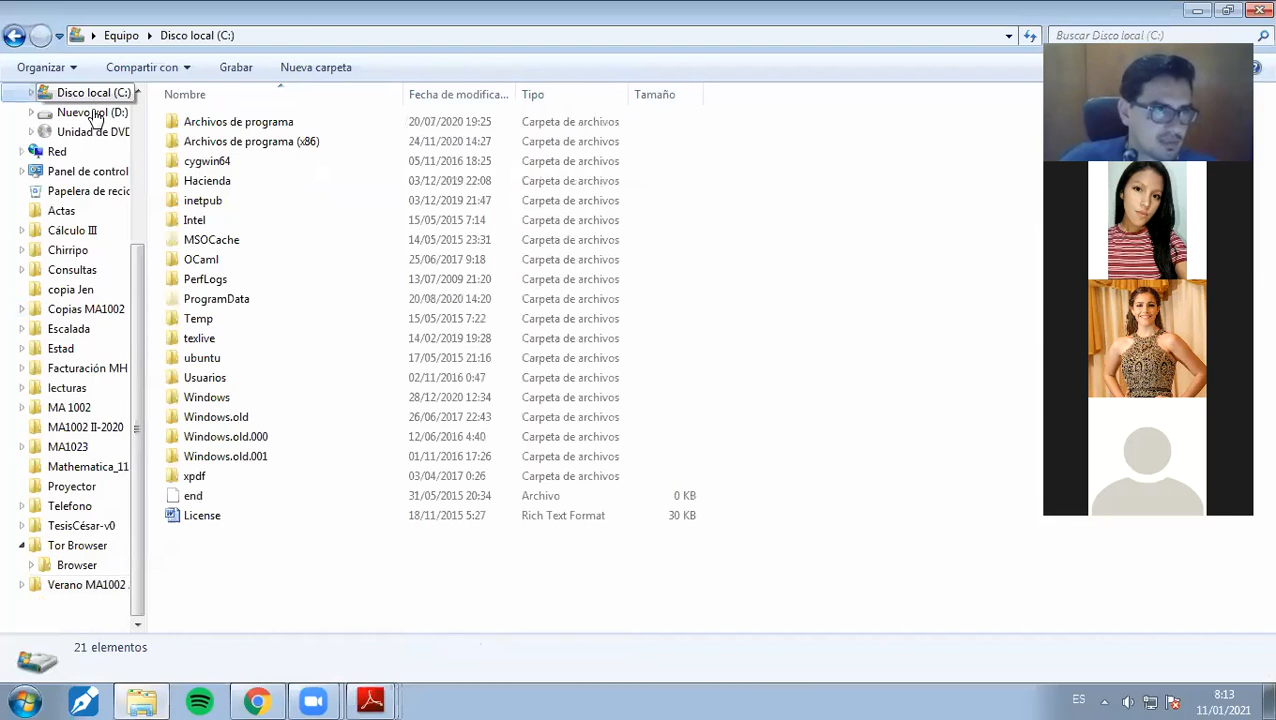 Equipo Disco local (C:) Buscar Disco local (C:)
Organizar Compartir con Grabar Nueva carpeta
Disco local (C:)
Nuevo vol (D:)
Unidad de DVD
Red
Panel de control
Papelera de recic
Actas
Cálculo III
Chirripo
Consultas
copia Jen
Copias MA1002
Escalada
Estad
Facturación MH
lecturas
MA 1002
MA1002 II-2020
MA1023
Mathematica_11
Proyector
Telefono
TesisCésar-v0
Tor Browser
Browser
Verano MA1002
Nombre Fecha de modifica... Tipo Tamaño
Archivos de programa 20/07/2020 19:25 Carpeta de archivos
Archivos de programa (x86) 24/11/2020 14:27 Carpeta de archivos
cygwin64 05/11/2016 18:25 Carpeta de archivos
Hacienda 03/12/2019 22:08 Carpeta de archivos
inetpub 03/12/2019 21:47 Carpeta de archivos
Intel 15/05/2015 7:14 Carpeta de archivos
MSOCache 14/05/2015 23:31 Carpeta de archivos
OCaml 25/06/2017 9:18 Carpeta de archivos
PerfLogs 13/07/2009 21:20 Carpeta de archivos
ProgramData 20/08/2020 14:20 Carpeta de archivos
Temp 15/05/2015 7:22 Carpeta de archivos
texlive 14/02/2019 19:28 Carpeta de archivos
ubuntu 17/05/2015 21:16 Carpeta de archivos
Usuarios 02/11/2016 0:47 Carpeta de archivos
Windows 28/12/2020 12:34 Carpeta de archivos
Windows.old 26/06/2017 22:43 Carpeta de archivos
Windows.old.000 12/06/2016 4:40 Carpeta de archivos
Windows.old.001 01/11/2016 17:26 Carpeta de archivos
xpdf 03/04/2017 0:26 Carpeta de archivos
end 31/05/2015 20:34 Archivo 0 KB
License 18/11/2015 5:27 Rich Text Format 30 KB
21 elementos
ES 8:13
11/01/2021